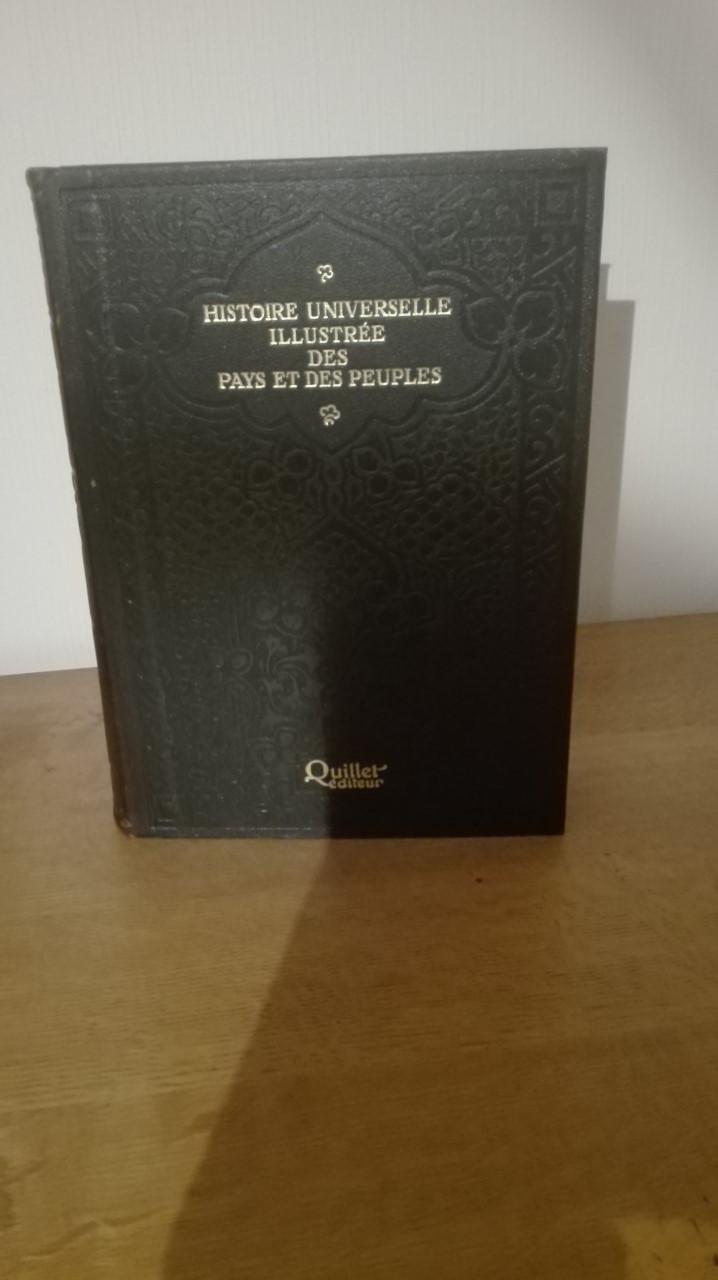 HISTOIRE UNIVERSELLE
ILLUSTRÉE
DES
PAYS ET DES PEUPLES
Quillet
éditeur